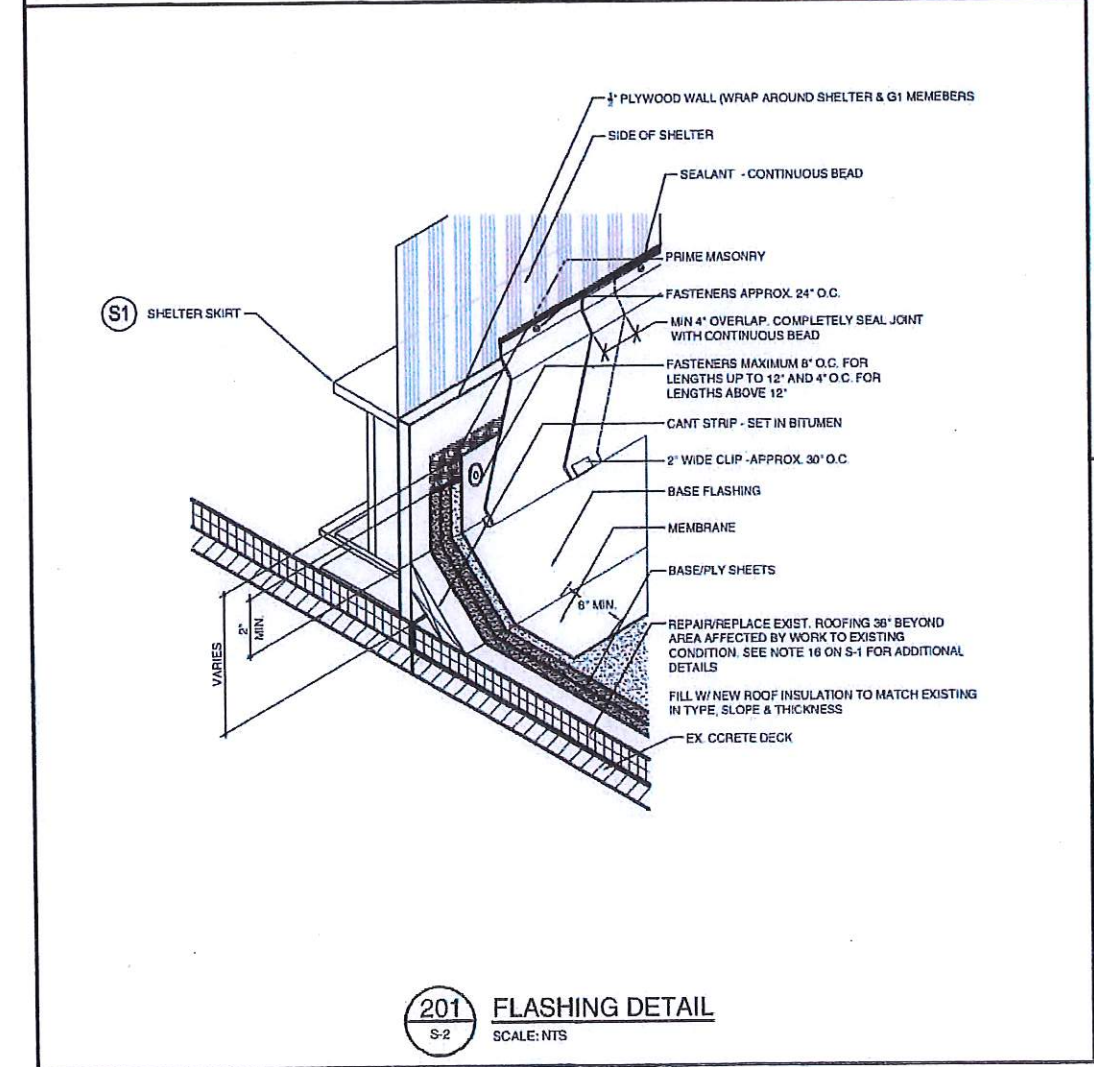 ½" PLYWOOD WALL (WRAP AROUND SHELTER & G1 MEMEBERS
SIDE OF SHELTER
SEALANT - CONTINUOUS BEAD
PRIME MASONRY
S1 SHELTER SKIRT
FASTENERS APPROX. 24" O.C.
MIN 4" OVERLAP. COMPLETELY SEAL JOINT
WITH CONTINUOUS BEAD
FASTENERS MAXIMUM 8" O.C. FOR
LENGTHS UP TO 12" AND 4" O.C. FOR
LENGTHS ABOVE 12"
CANT STRIP - SET IN BITUMEN
2" WIDE CLIP -APPROX. 30" O.C.
BASE FLASHING
MEMBRANE
BASE/PLY SHEETS
6" MIN.
2"
MIN.
VARIES
REPAIR/REPLACE EXIST. ROOFING 36" BEYOND
AREA AFFECTED BY WORK TO EXISTING
CONDITION. SEE NOTE 16 ON S-1 FOR ADDITIONAL
DETAILS
FILL W/ NEW ROOF INSULATION TO MATCH EXISTING
IN TYPE, SLOPE & THICKNESS
EX. CCRETE DECK
201
S-2
FLASHING DETAIL
SCALE: NTS